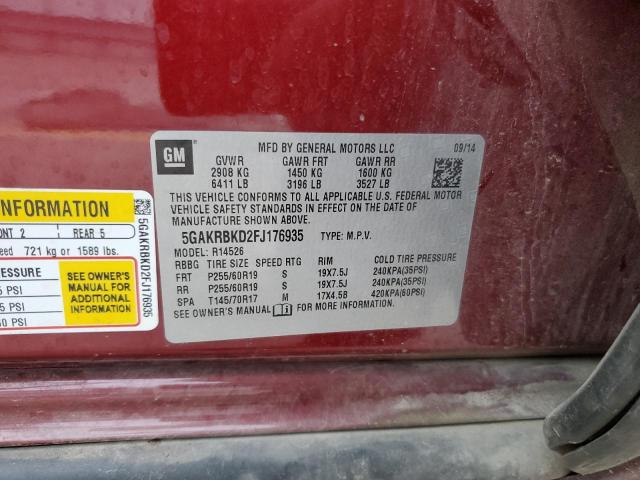 GM
MFD BY GENERAL MOTORS LLC 09/14
GVWR GAWR FRT GAWR RR
2908 KG 1450 KG 1600 KG
6411 LB 3196 LB 3527 LB
THIS VEHICLE CONFORMS TO ALL APPLICABLE U.S. FEDERAL MOTOR
VEHICLE SAFETY STANDARDS IN EFFECT ON THE DATE OF
MANUFACTURE SHOWN ABOVE.
5GAKRBKD2FJ176935 TYPE: M.P.V.
MODEL: R14526
RBBG TIRE SIZE SPEED RTG RIM COLD TIRE PRESSURE
FRT P255/60R19 S 19X7.5J 240KPA(35PSI)
RR P255/60R19 S 19X7.5J 240KPA(35PSI)
SPA T145/70R17 M 17X4.5B 420KPA(60PSI)
SEE OWNER'S MANUAL FOR MORE INFORMATION.
INFORMATION
2 REAR 5
721 kg or 1589 lbs.
PRESSURE
PSI
5 PSI
0 PSI
SEE OWNER'S
MANUAL FOR
ADDITIONAL
INFORMATION
5GAKRBKD2FJ176935